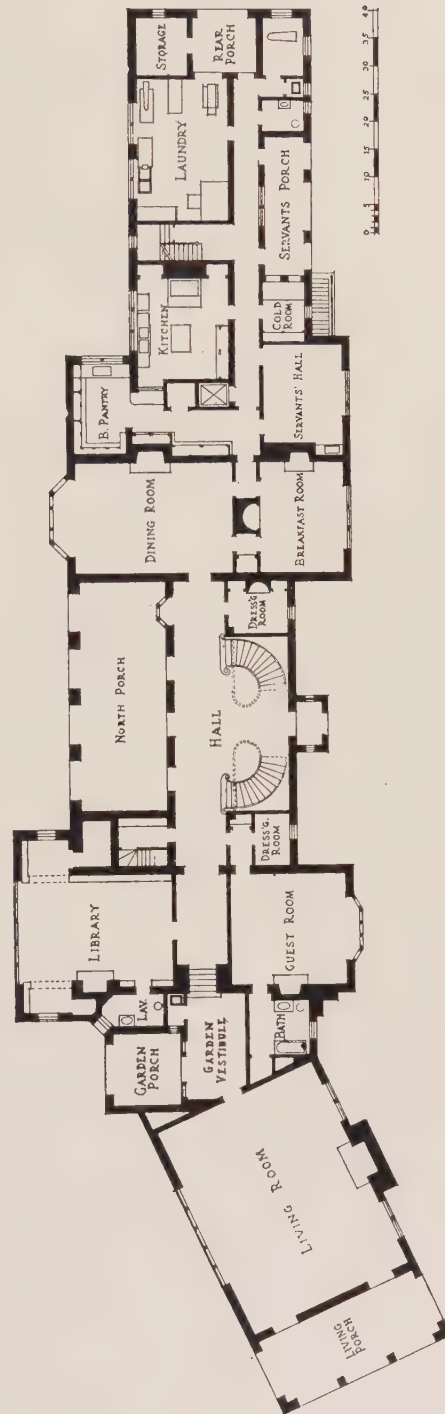 STORAGE
REAR
PORCH
LAUNDRY
SERVANTS PORCH
KITCHEN
COLD
ROOM
B. PANTRY
SERVANTS' HALL
DINING ROOM
BREAKFAST ROOM
NORTH PORCH
DRESS'G.
ROOM
HALL
DRESS'G.
ROOM
LIBRARY
GUEST ROOM
LAV.
BATH
GARDEN
PORCH
GARDEN
VESTIBULE
LIVING ROOM
LIVING
PORCH
0 5 10 15 20 25 30 35 40